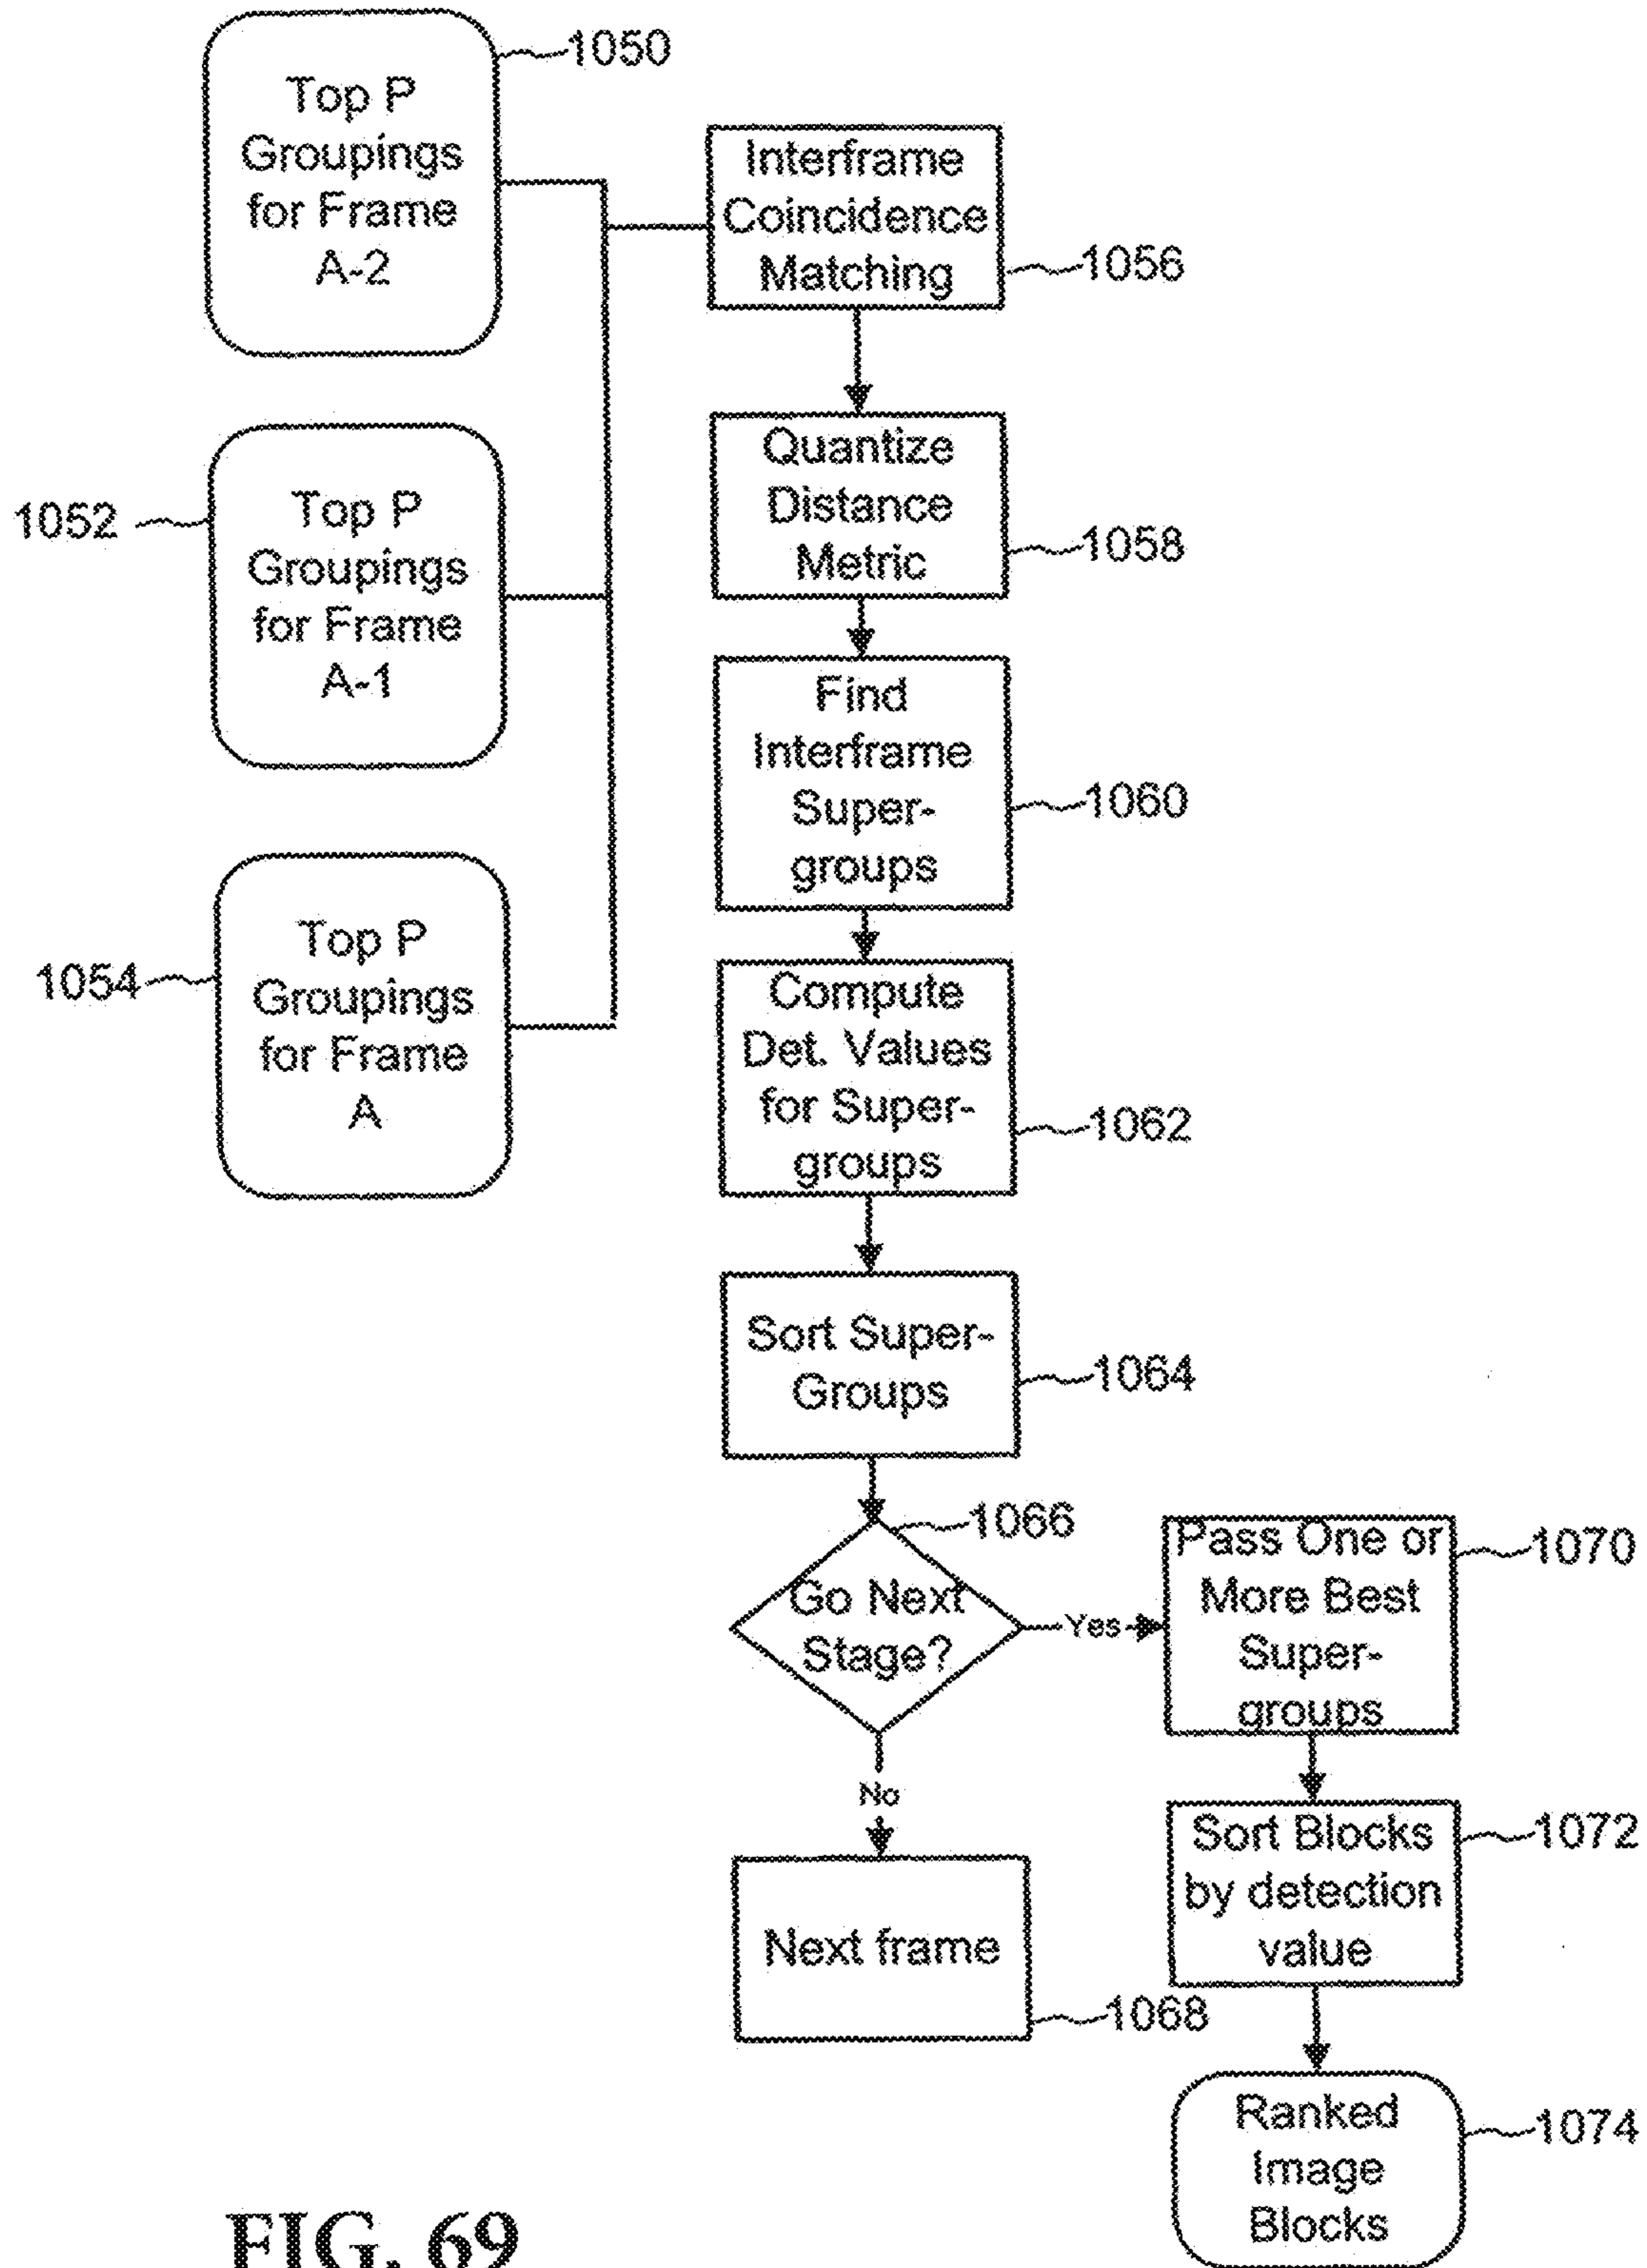 1050
Top P
Groupings
for Frame
A-2
Interframe
Coincidence
Matching
1056
1052
Top P
Groupings
for Frame
A-1
Quantize
Distance
Metric
1058
Find
Interframe
Super-
groups
1060
1054
Top P
Groupings
for Frame
A
Compute
Det. Values
for Super-
groups
1062
Sort Super-
Groups
1064
1066
Go Next
Stage?
Yes
No
Pass One or
More Best
Super-
groups
1070
Next frame
1068
Sort Blocks
by detection
value
1072
Ranked
Image
Blocks
1074
FIG. 69